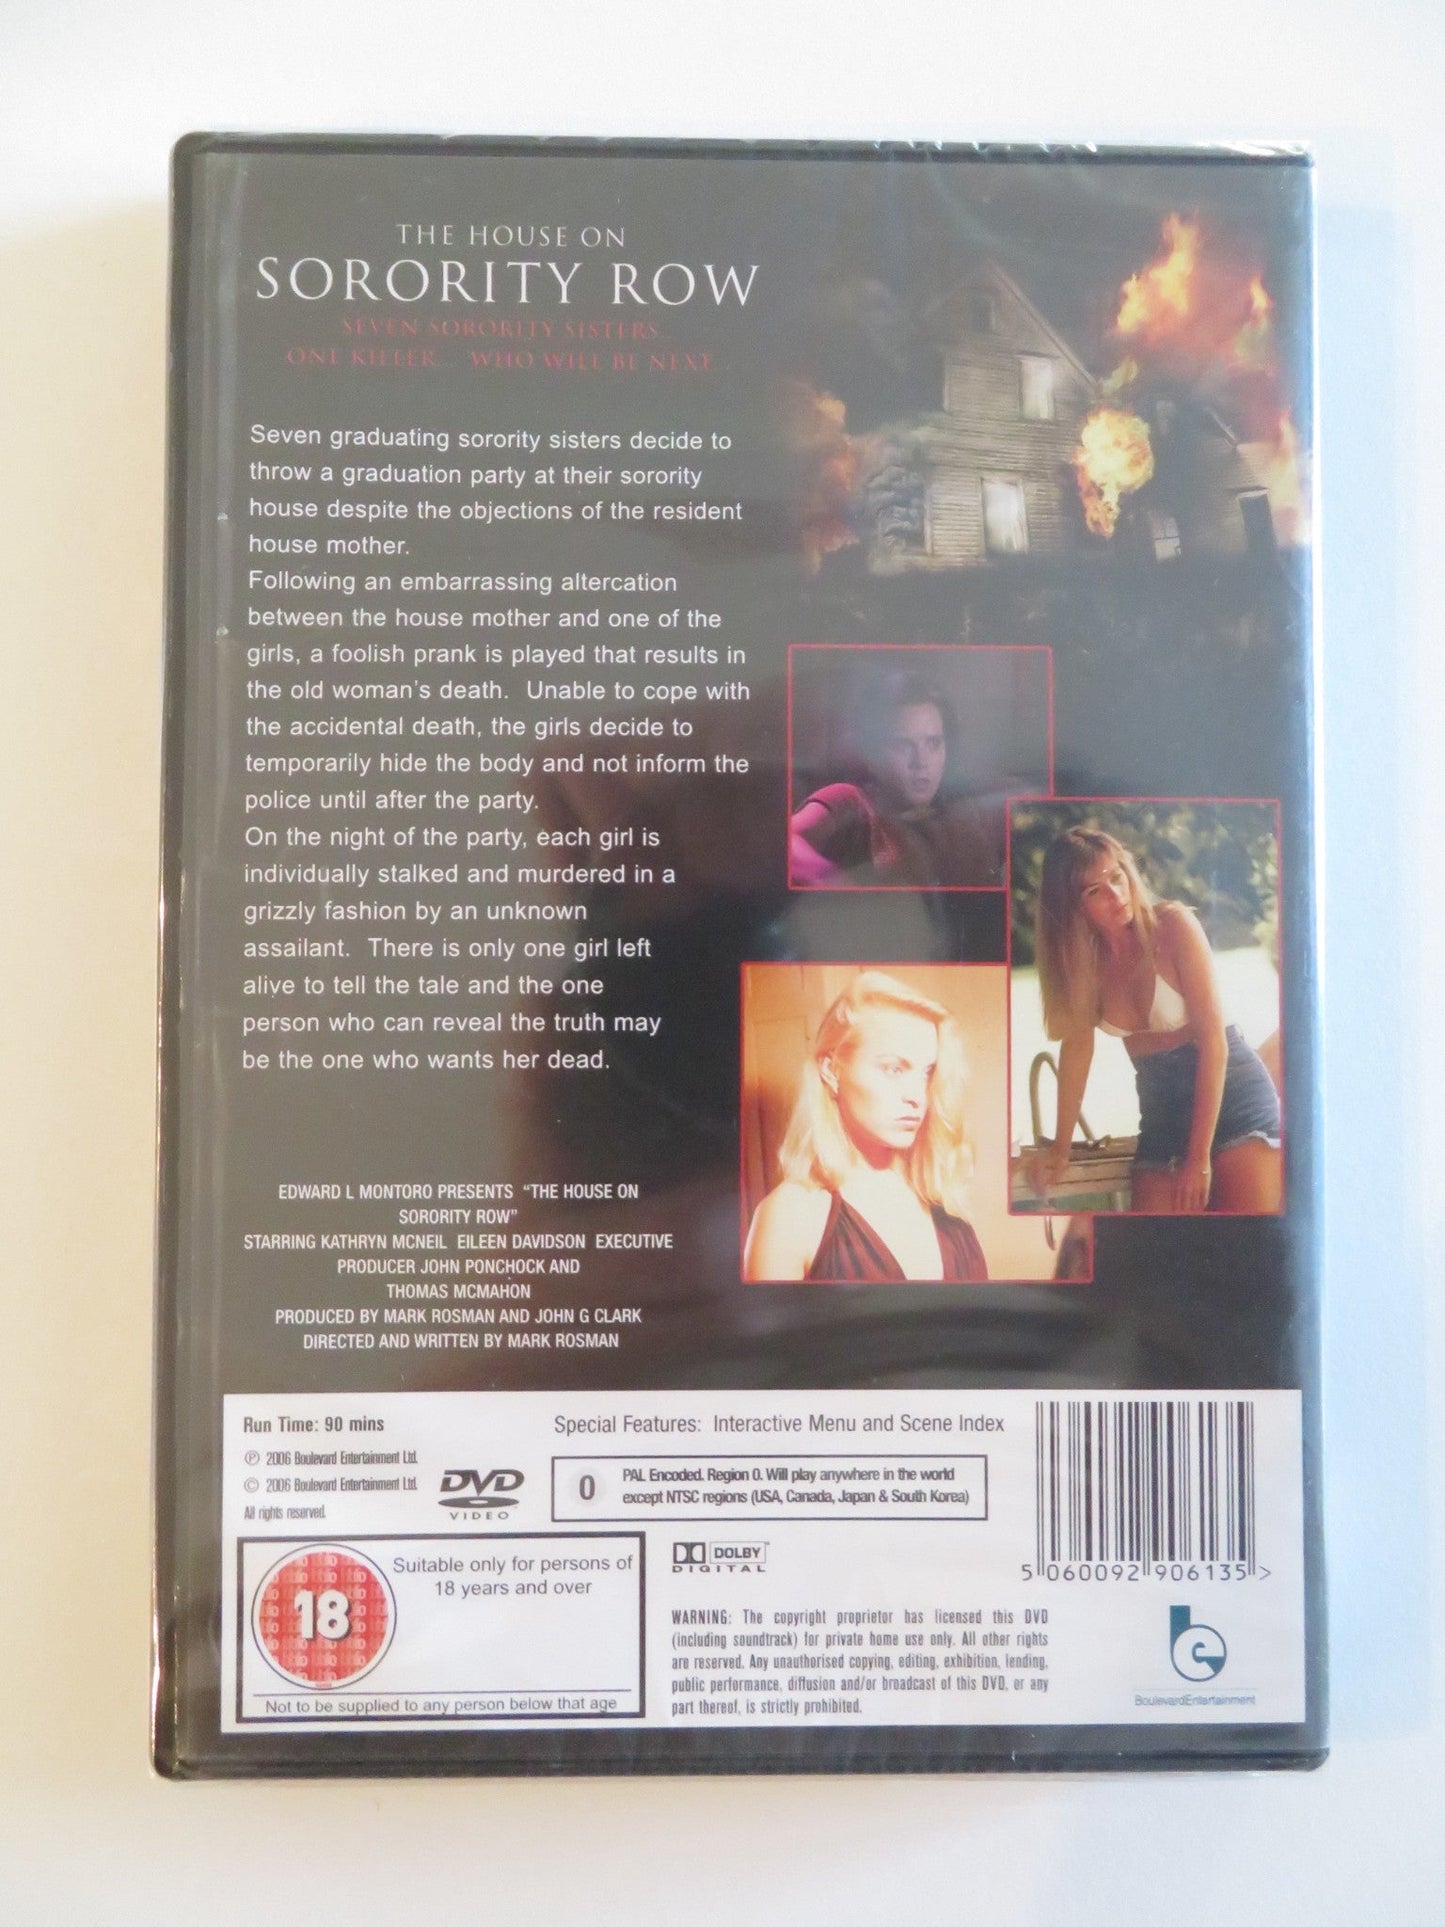 THE HOUSE ON
SORORITY ROW
SEVEN SORORITY SISTERS...
ONE KILLER... WHO WILL BE NEXT...
Seven graduating sorority sisters decide to
throw a graduation party at their sorority
house despite the objections of the resident
house mother.
Following an embarrassing altercation
between the house mother and one of the
girls, a foolish prank is played that results in
the old woman's death. Unable to cope with
the accidental death, the girls decide to
temporarily hide the body and not inform the
police until after the party.
On the night of the party, each girl is
individually stalked and murdered in a
grizzly fashion by an unknown
assailant. There is only one girl left
alive to tell the tale and the one
person who can reveal the truth may
be the one who wants her dead.
EDWARD L MONTORO PRESENTS "THE HOUSE ON
SORORITY ROW"
STARRING KATHRYN MCNEIL EILEEN DAVIDSON EXECUTIVE
PRODUCER JOHN PONCHOCK AND
THOMAS MCMAHON
PRODUCED BY MARK ROSMAN AND JOHN G CLARK
DIRECTED AND WRITTEN BY MARK ROSMAN
Run Time: 90 mins
Special Features: Interactive Menu and Scene Index
℗ 2006 Boulevard Entertainment Ltd.
© 2006 Boulevard Entertainment Ltd.
All rights reserved.
DVD
VIDEO
0
PAL Encoded. Region 0. Will play anywhere in the world
except NTSC regions (USA, Canada, Japan & South Korea)
5 060092 906135 >
18
Suitable only for persons of
18 years and over
Not to be supplied to any person below that age
DOLBY
DIGITAL
WARNING: The copyright proprietor has licensed this DVD
(including soundtrack) for private home use only. All other rights
are reserved. Any unauthorised copying, editing, exhibition, lending,
public performance, diffusion and/or broadcast of this DVD, or any
part thereof, is strictly prohibited.
be
BoulevardEntertainment